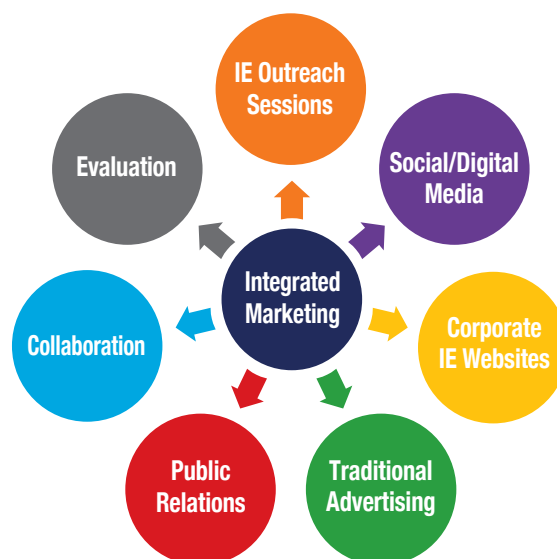 IE Outreach
Sessions
Social/Digital
Media
Corporate
IE Websites
Traditional
Advertising
Public
Relations
Collaboration
Evaluation
Integrated
Marketing